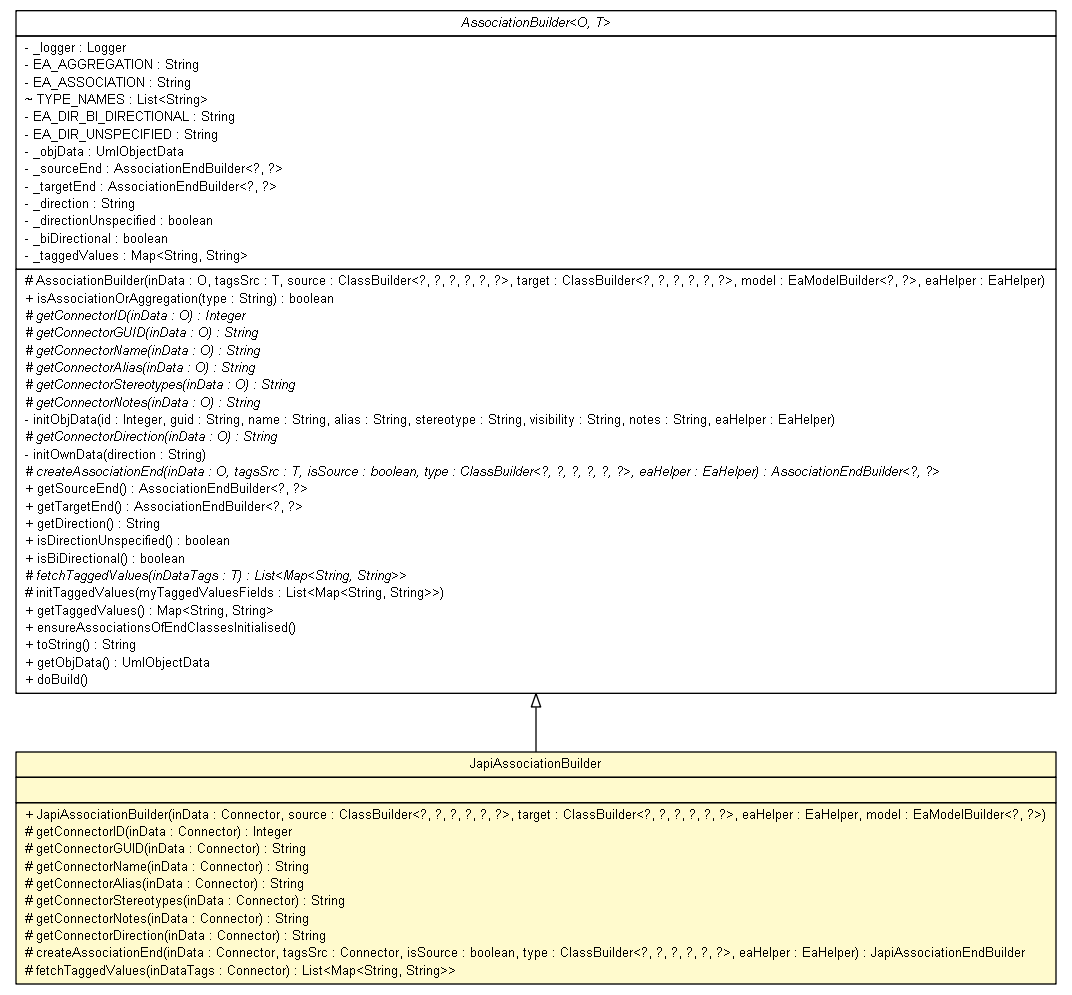 AssociationBuilder<O, T>
- _logger : Logger
- EA_AGGREGATION : String
- EA_ASSOCIATION : String
~ TYPE_NAMES : List<String>
- EA_DIR_BI_DIRECTIONAL : String
- EA_DIR_UNSPECIFIED : String
- _objData : UmlObjectData
- _sourceEnd : AssociationEndBuilder<?, ?>
- _targetEnd : AssociationEndBuilder<?, ?>
- _direction : String
- _directionUnspecified : boolean
- _biDirectional : boolean
- _taggedValues : Map<String, String>
# AssociationBuilder(inData : O, tagsSrc : T, source : ClassBuilder<?, ?, ?, ?, ?, ?>, target : ClassBuilder<?, ?, ?, ?, ?, ?>, model : EaModelBuilder<?, ?>, eaHelper : EaHelper)
+ isAssociationOrAggregation(type : String) : boolean
# getConnectorID(inData : O) : Integer
# getConnectorGUID(inData : O) : String
# getConnectorName(inData : O) : String
# getConnectorAlias(inData : O) : String
# getConnectorStereotypes(inData : O) : String
# getConnectorNotes(inData : O) : String
- initObjData(id : Integer, guid : String, name : String, alias : String, stereotype : String, visibility : String, notes : String, eaHelper : EaHelper)
# getConnectorDirection(inData : O) : String
- initOwnData(direction : String)
# createAssociationEnd(inData : O, tagsSrc : T, isSource : boolean, type : ClassBuilder<?, ?, ?, ?, ?, ?>, eaHelper : EaHelper) : AssociationEndBuilder<?, ?>
+ getSourceEnd() : AssociationEndBuilder<?, ?>
+ getTargetEnd() : AssociationEndBuilder<?, ?>
+ getDirection() : String
+ isDirectionUnspecified() : boolean
+ isBiDirectional() : boolean
# fetchTaggedValues(inDataTags : T) : List<Map<String, String>>
# initTaggedValues(myTaggedValuesFields : List<Map<String, String>>)
+ getTaggedValues() : Map<String, String>
+ ensureAssociationsOfEndClassesInitialised()
+ toString() : String
+ getObjData() : UmlObjectData
+ doBuild()
JapiAssociationBuilder
+ JapiAssociationBuilder(inData : Connector, source : ClassBuilder<?, ?, ?, ?, ?, ?>, target : ClassBuilder<?, ?, ?, ?, ?, ?>, eaHelper : EaHelper, model : EaModelBuilder<?, ?>)
# getConnectorID(inData : Connector) : Integer
# getConnectorGUID(inData : Connector) : String
# getConnectorName(inData : Connector) : String
# getConnectorAlias(inData : Connector) : String
# getConnectorStereotypes(inData : Connector) : String
# getConnectorNotes(inData : Connector) : String
# getConnectorDirection(inData : Connector) : String
# createAssociationEnd(inData : Connector, tagsSrc : Connector, isSource : boolean, type : ClassBuilder<?, ?, ?, ?, ?, ?>, eaHelper : EaHelper) : JapiAssociationEndBuilder
# fetchTaggedValues(inDataTags : Connector) : List<Map<String, String>>